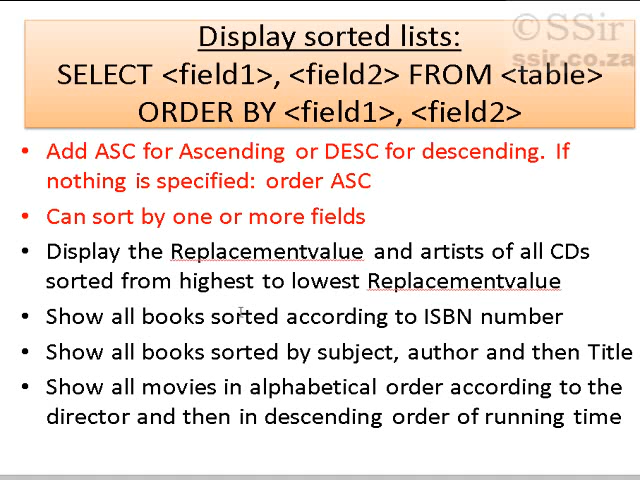 ©SSir
ssir.co.za
Display sorted lists:
SELECT <field1>, <field2> FROM <table>
ORDER BY <field1>, <field2>
• Add ASC for Ascending or DESC for descending. If
nothing is specified: order ASC
• Can sort by one or more fields
• Display the Replacementvalue and artists of all CDs
sorted from highest to lowest Replacementvalue
• Show all books sorted according to ISBN number
• Show all books sorted by subject, author and then Title
• Show all movies in alphabetical order according to the
director and then in descending order of running time